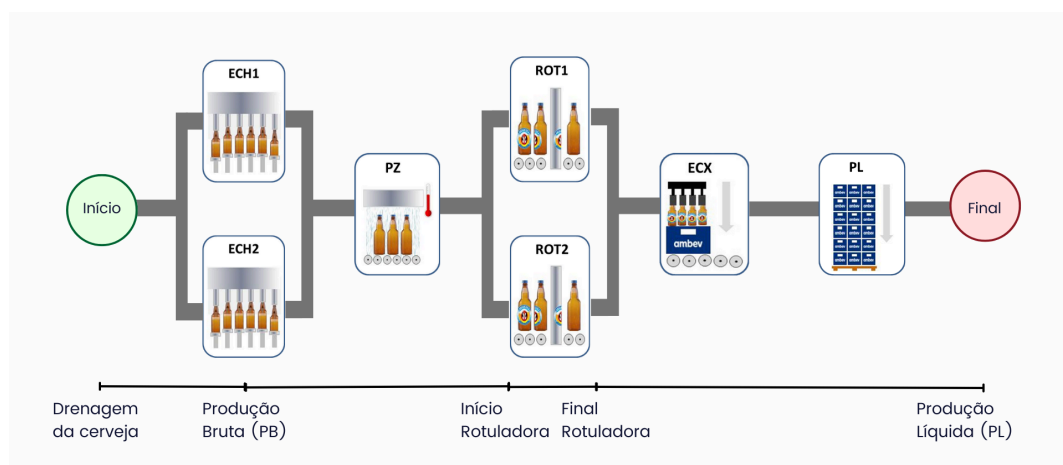 ECH1
ROT1
PZ
ECX
PL
Início
ambev
Final
ECH2
ROT2
Drenagem
da cerveja
Produção
Bruta (PB)
Início
Rotuladora
Final
Rotuladora
Produção
Líquida (PL)